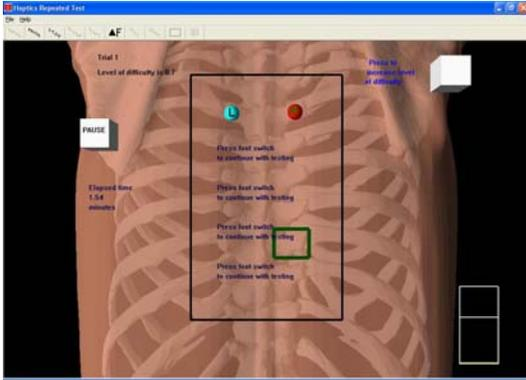 Haptics Repeated Test
File Help
Trial 1
Level of difficulty is 0.7
Press to
increase level
of difficulty
L
PAUSE
Press foot switch
to continue with testing
Elapsed time
1.54
minutes
Press foot switch
to continue with testing
Press foot switch
to continue with testing
Press foot switch
to continue with testing